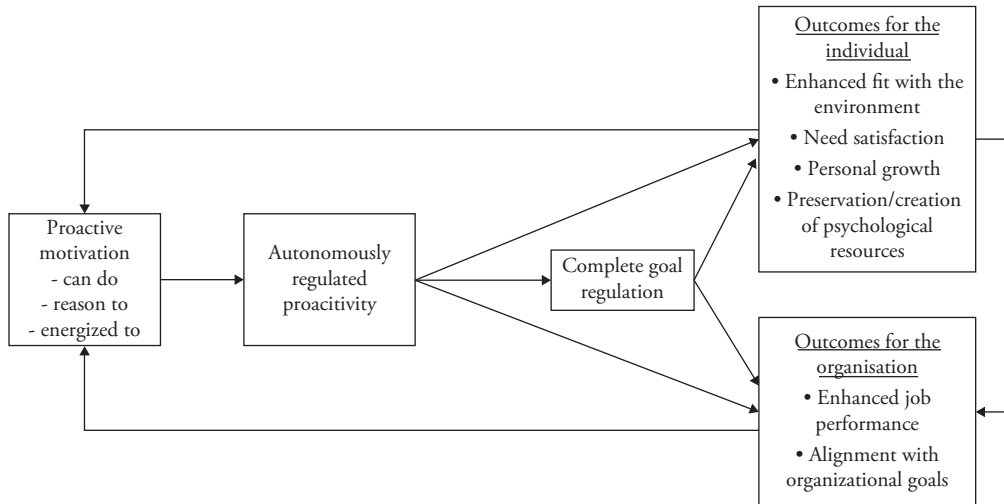 Proactive
motivation
- can do
- reason to
- energized to
Autonomously
regulated
proacitivity
Complete goal
regulation
Outcomes for the
individual
• Enhanced fit with the
environment
• Need satisfaction
• Personal growth
• Preservation/creation
of psychological
resources
Outcomes for the
organisation
• Enhanced job
performance
• Alignment with
organizational goals